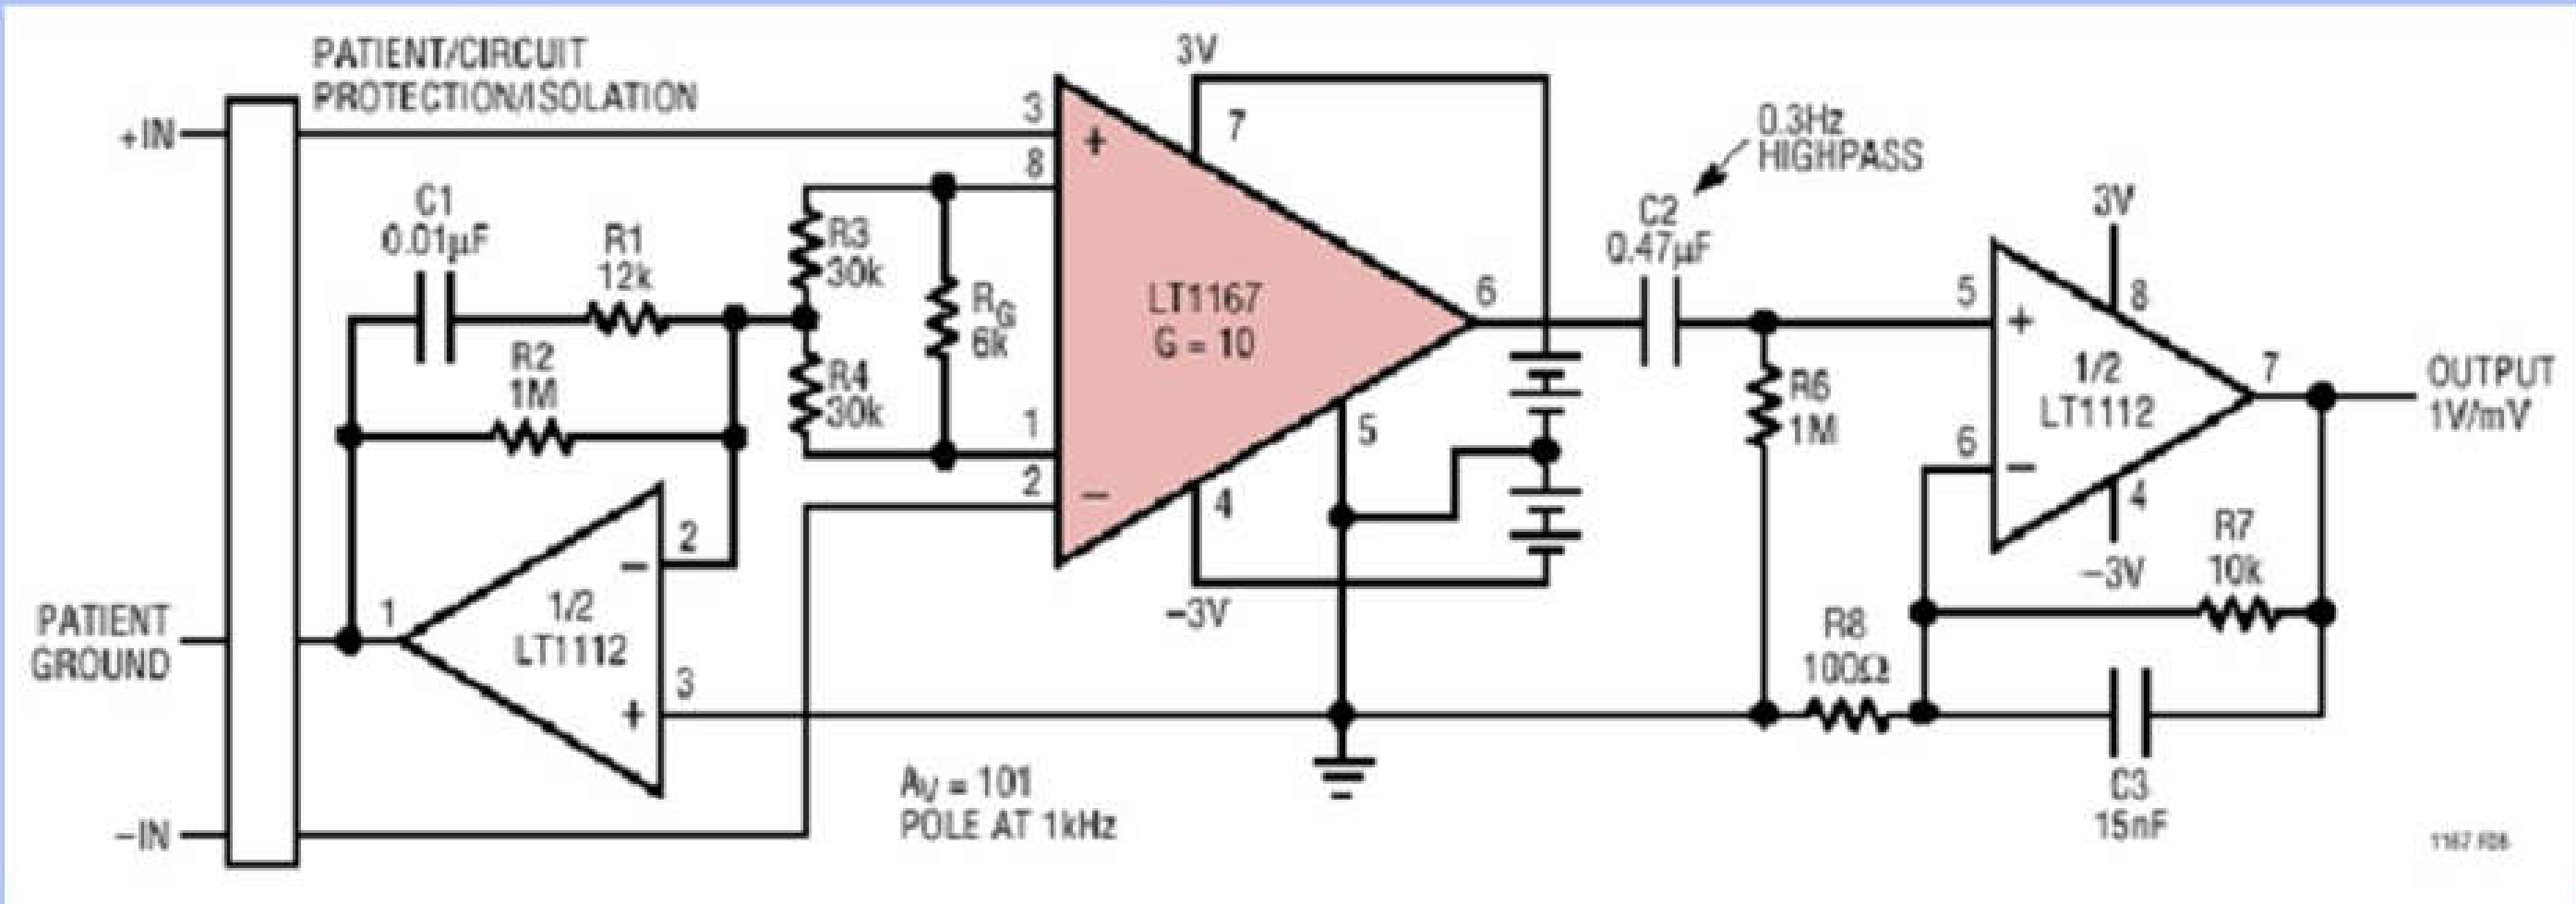 PATIENT/CIRCUIT
PROTECTION/ISOLATION
+IN
C1
0.01µF
R1
12k
R2
1M
1
1/2
LT1112
2
−
3
+
PATIENT
GROUND
−IN
R3
30k
R4
30k
RG
6k
3
8
1
2
+
−
LT1167
G = 10
3V
7
6
5
4
−3V
AV = 101
POLE AT 1kHz
0.3Hz
HIGHPASS
C2
0.47µF
R6
1M
5
+
6
−
1/2
LT1112
3V
8
7
4
−3V
OUTPUT
1V/mV
R7
10k
R8
100Ω
C3
15nF